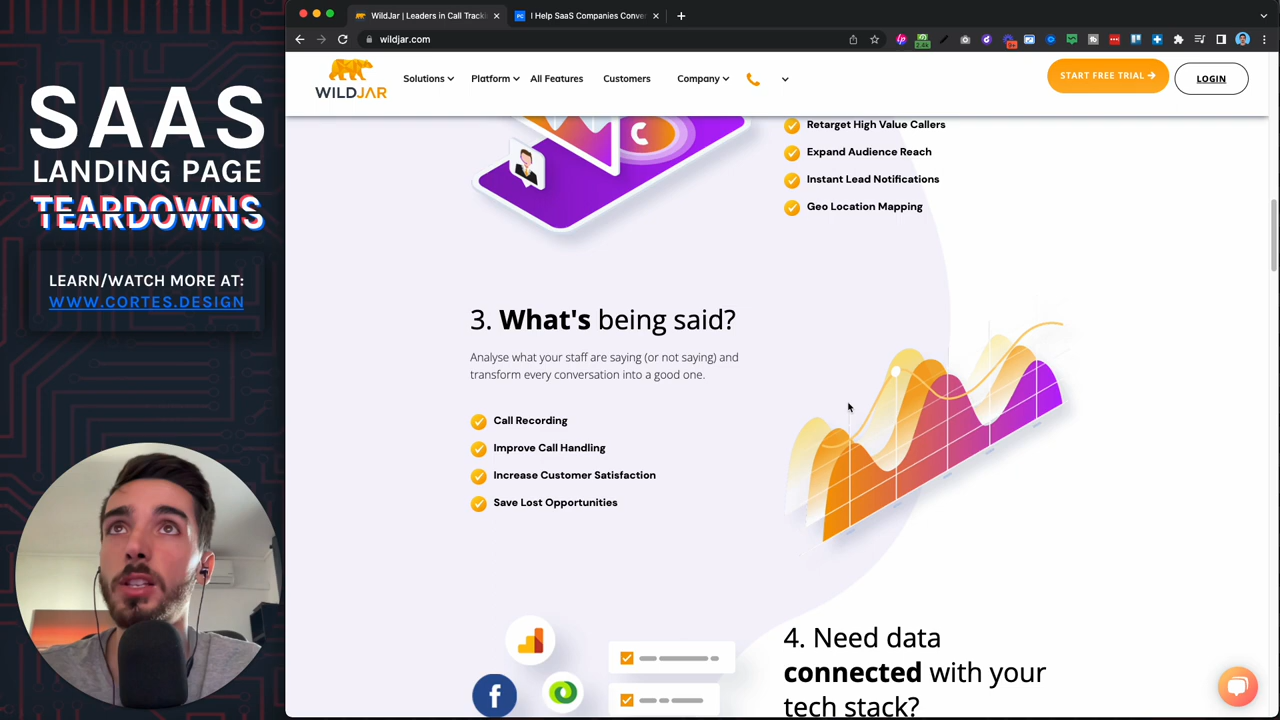 SAAS
LANDING PAGE
TEARDOWNS
LEARN/WATCH MORE AT:
WWW.CORTES.DESIGN
WildJar | Leaders in Call Tracki
I Help SaaS Companies Conve
wildjar.com
WILDJAR
Solutions
Platform
All Features
Customers
Company
START FREE TRIAL
LOGIN
Retarget High Value Callers
Expand Audience Reach
Instant Lead Notifications
Geo Location Mapping
3. What's being said?
Analyse what your staff are saying (or not saying) and
transform every conversation into a good one.
Call Recording
Improve Call Handling
Increase Customer Satisfaction
Save Lost Opportunities
4. Need data
connected with your
tech stack?